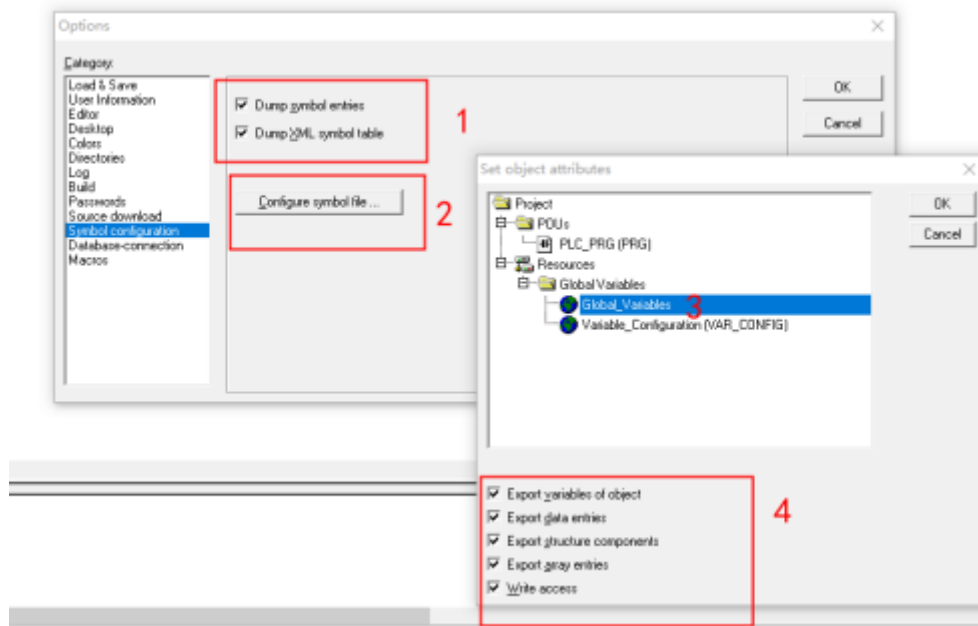 Options
Category:
Load & Save
User Information
Editor
Desktop
Colors
Directories
Log
Build
Passwords
Source download
Symbol configuration
Database-connection
Macros
Dump symbol entries
Dump XML symbol table
1
Configure symbol file ...
2
OK
Cancel
Set object attributes
Project
POUs
PLC_PRG (PRG)
Resources
Global Variables
Global_Variables
3
Variable_Configuration (VAR_CONFIG)
OK
Cancel
Export variables of object
Export data entries
Export structure components
Export array entries
Write access
4